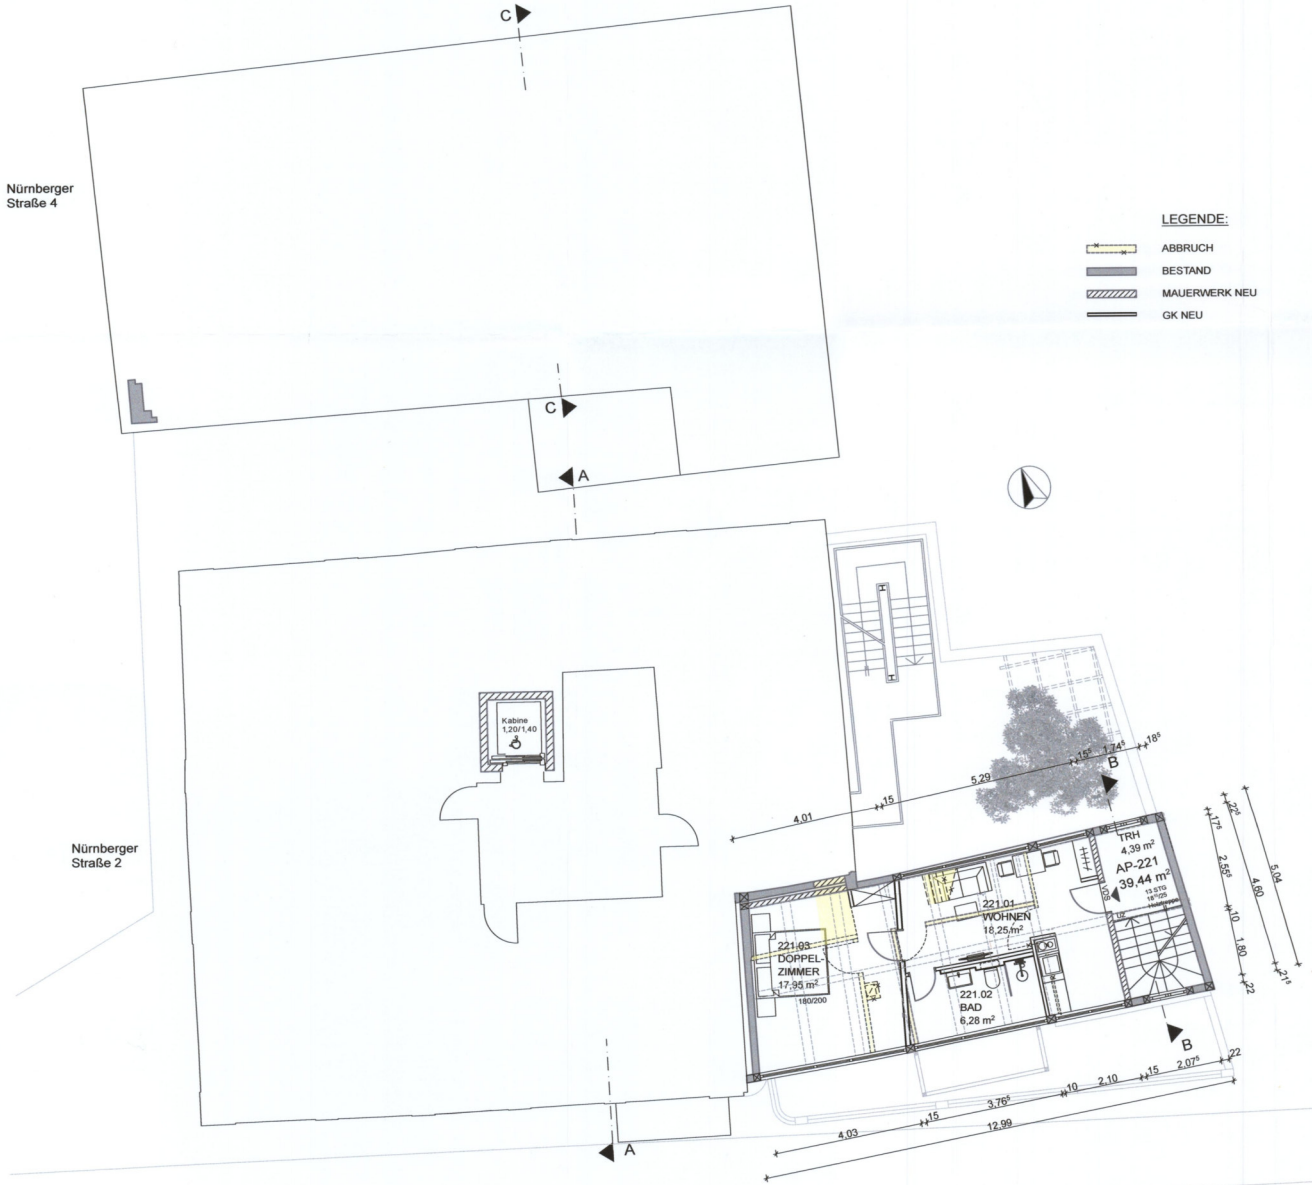 C
Nürnberger
Straße 4
LEGENDE:
ABBRUCH
BESTAND
MAUERWERK NEU
GK NEU
C
A
H
H
Kabine
1,20/1,40
Nürnberger
Straße 2
4,01
15
5,29
15⁵
1,74⁵
18⁵
B
TRH
4,39 m²
AP-221
39,44 m²
13 STG
VDS
UZ
221.01
WOHNEN
18,25 m²
221.03
DOPPEL-
ZIMMER
17,95 m²
180/200
221.02
BAD
6,28 m²
17⁵
2,55⁵
10
1,80
22
22⁵
4,60
21⁵
5,04
B
4,03
15
3,76⁵
10
2,10
15
2,07⁵
22
12,99
A